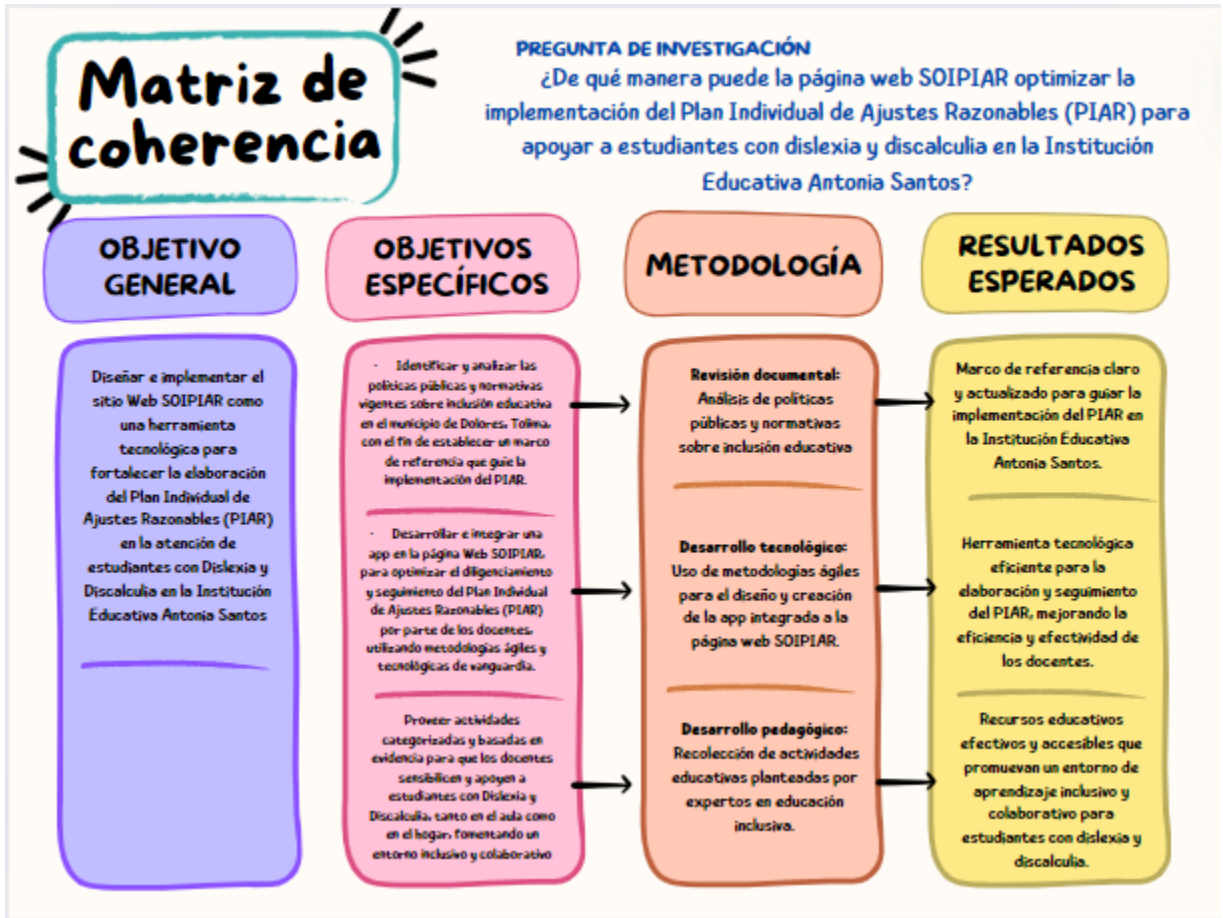 Matriz de
coherencia
PREGUNTA DE INVESTIGACIÓN
¿De qué manera puede la página web SOIPIAR optimizar la
implementación del Plan Individual de Ajustes Razonables (PIAR) para
apoyar a estudiantes con dislexia y discalculia en la Institución
Educativa Antonia Santos?
OBJETIVO
GENERAL
Diseñar e implementar el
sitio Web SOIPIAR como
una herramienta
tecnológica para
fortalecer la elaboración
del Plan Individual de
Ajustes Razonables (PIAR)
en la atención de
estudiantes con Dislexia y
Discalculia en la Institución
Educativa Antonia Santos
OBJETIVOS
ESPECÍFICOS
· Identificar y analizar las
políticas públicas y normativas
vigentes sobre inclusión educativa
en el municipio de Dolores, Tolima,
con el fin de establecer un marco
de referencia que guíe la
implementación del PIAR.
· Desarrollar e integrar una
app en la página Web SOIPIAR,
para optimizar el diligenciamiento
y seguimiento del Plan Individual
de Ajustes Razonables (PIAR)
por parte de los docentes,
utilizando metodologías ágiles y
tecnológicas de vanguardia.
Proveer actividades
categorizadas y basadas en
evidencia para que los docentes
sensibilicen y apoyen a
estudiantes con Dislexia y
Discalculia, tanto en el aula como
en el hogar, fomentando un
entorno inclusivo y colaborativo
METODOLOGÍA
Revisión documental:
Análisis de políticas
públicas y normativas
sobre inclusión educativa
Desarrollo tecnológico:
Uso de metodologías ágiles
para el diseño y creación
de la app integrada a la
página web SOIPIAR.
Desarrollo pedagógico:
Recolección de actividades
educativas planteadas por
expertos en educación
inclusiva.
RESULTADOS
ESPERADOS
Marco de referencia claro
y actualizado para guiar la
implementación del PIAR en
la Institución Educativa
Antonia Santos.
Herramienta tecnológica
eficiente para la
elaboración y seguimiento
del PIAR, mejorando la
eficiencia y efectividad de
los docentes.
Recursos educativos
efectivos y accesibles que
promuevan un entorno de
aprendizaje inclusivo y
colaborativo para
estudiantes con dislexia y
discalculia.